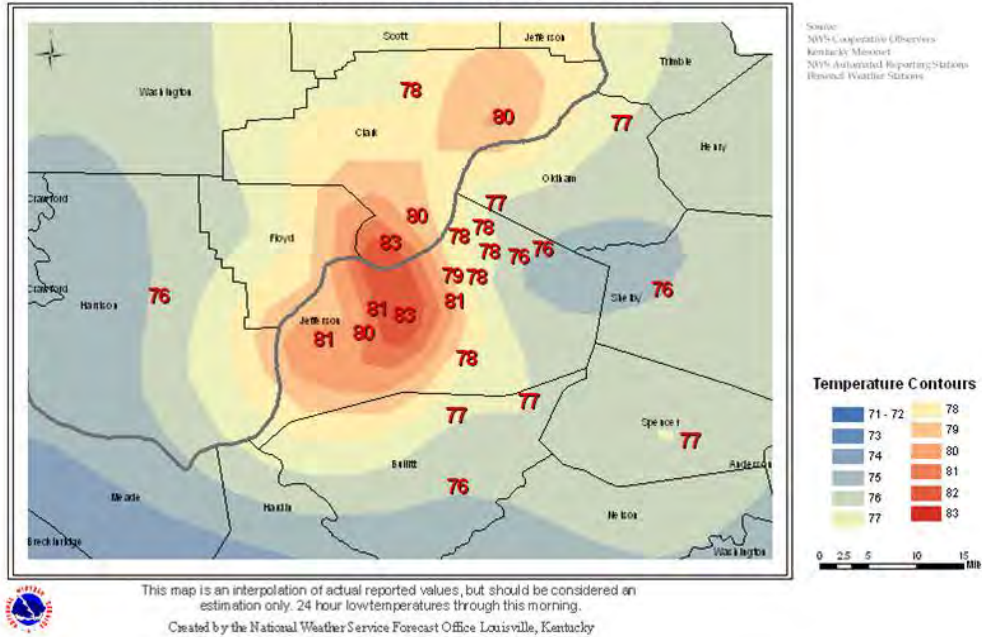 Source
NWS Cooperative Observers
Kentucky Mesonet
NWS Automated Reporting Stations
Personal Weather Stations
Scott
Jefferson
Trimble
Washington
78
80
77
Clark
Henry
Oldham
Crawford
77
80
78
78
Floyd
83
78
76
76
79
78
Crawford
Harrison
76
Shelby
76
81
81
83
Jefferson
81
80
78
Temperature Contours
71 - 72
78
73
79
74
80
75
81
76
82
77
83
77
77
Spencer
77
Bullitt
Anderson
76
Meade
Hardin
Nelson
Breckinridge
Washington
0 2.5 5 10 15
Mil
This map is an interpolation of actual reported values, but should be considered an
estimation only. 24 hour low temperatures through this morning.
Created by the National Weather Service Forecast Office Louisville, Kentucky